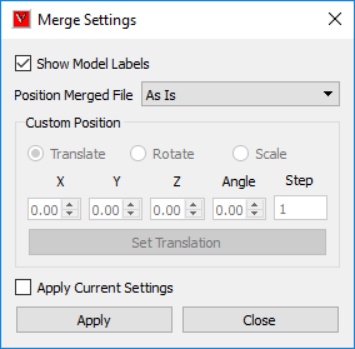 V Merge Settings
Show Model Labels
Position Merged File As Is
Custom Position
Translate Rotate Scale
X Y Z Angle Step
0.00 0.00 0.00 0.00 1
Set Translation
Apply Current Settings
Apply Close